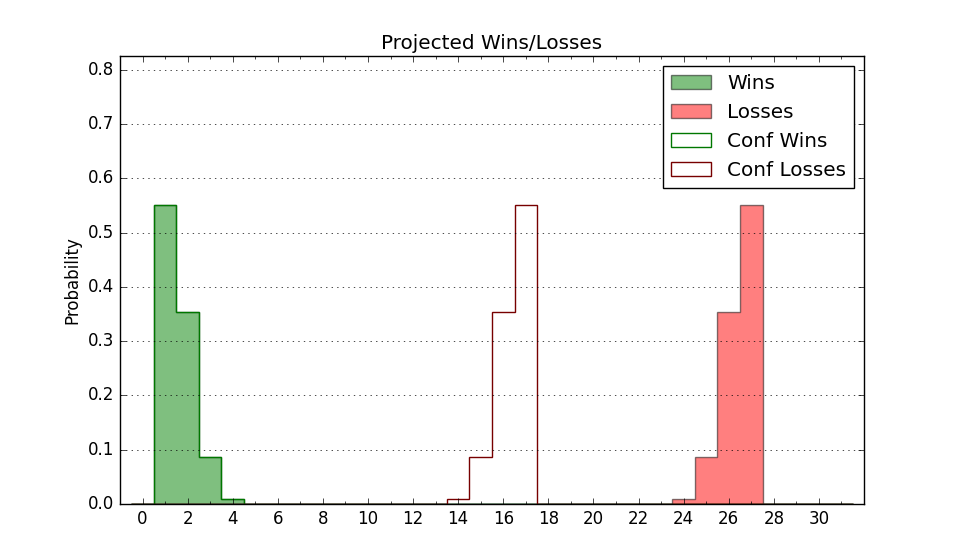 Projected Wins/Losses
0.8
0.7
0.6
0.5
0.4
0.3
0.2
0.1
0.0
Probability
Wins
Losses
Conf Wins
Conf Losses
0 2 4 6 8 10 12 14 16 18 20 22 24 26 28 30